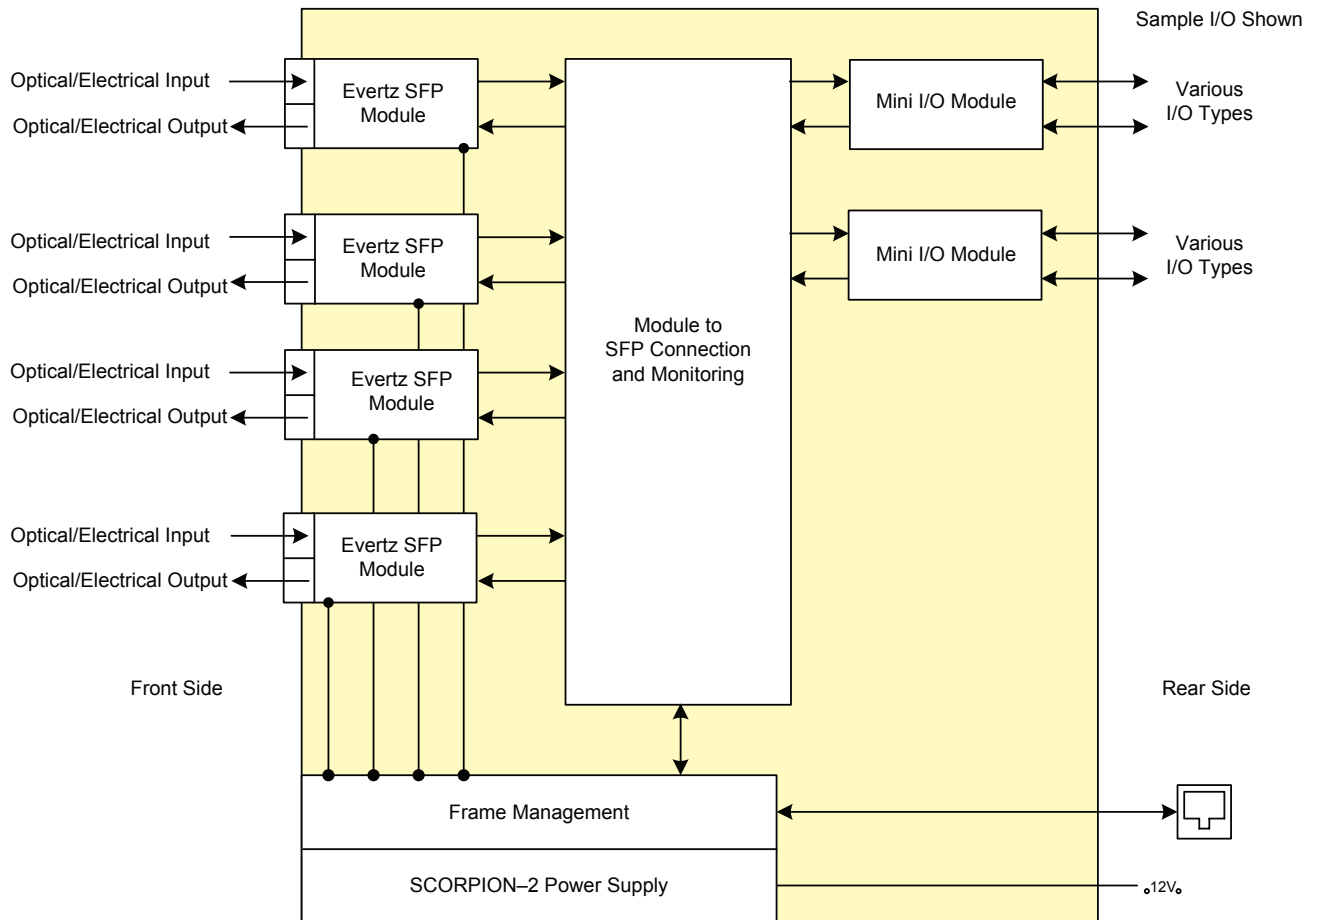 Sample I/O Shown
Optical/Electrical Input
Optical/Electrical Output
Evertz SFP
Module
Mini I/O Module
Various
I/O Types
Optical/Electrical Input
Optical/Electrical Output
Evertz SFP
Module
Mini I/O Module
Various
I/O Types
Module to
SFP Connection
and Monitoring
Optical/Electrical Input
Optical/Electrical Output
Evertz SFP
Module
Optical/Electrical Input
Optical/Electrical Output
Evertz SFP
Module
Front Side
Rear Side
Frame Management
SCORPION–2 Power Supply
12V